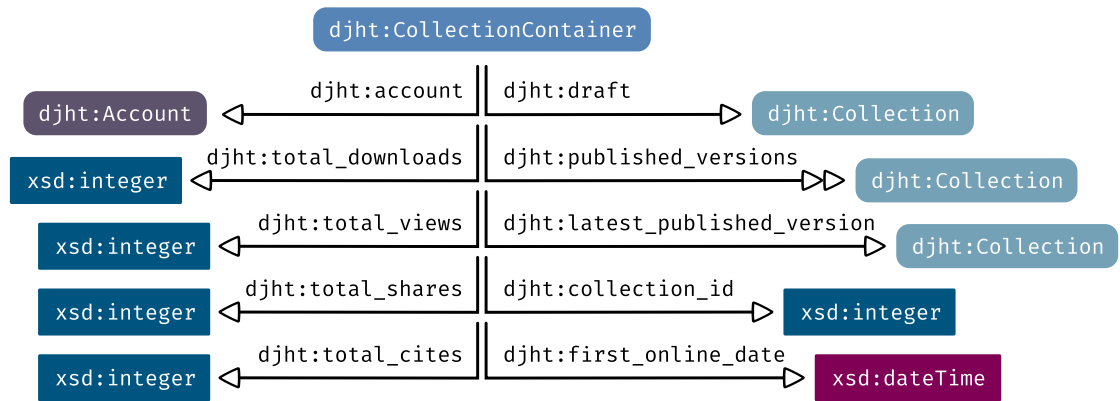 djht:CollectionContainer
djht:account djht:draft
djht:Account djht:Collection
djht:total_downloads djht:published_versions
xsd:integer djht:Collection
djht:total_views djht:latest_published_version
xsd:integer djht:Collection
djht:total_shares djht:collection_id
xsd:integer xsd:integer
djht:total_cites djht:first_online_date
xsd:integer xsd:dateTime